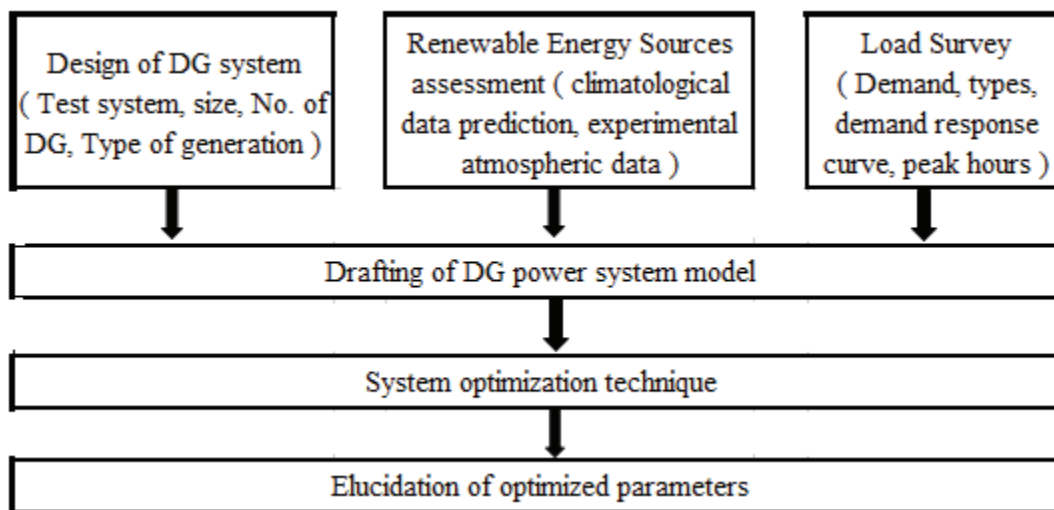 Design of DG system
( Test system, size, No. of
DG, Type of generation )
Renewable Energy Sources
assessment ( climatological
data prediction, experimental
atmospheric data )
Load Survey
( Demand, types,
demand response
curve, peak hours )
Drafting of DG power system model
System optimization technique
Elucidation of optimized parameters